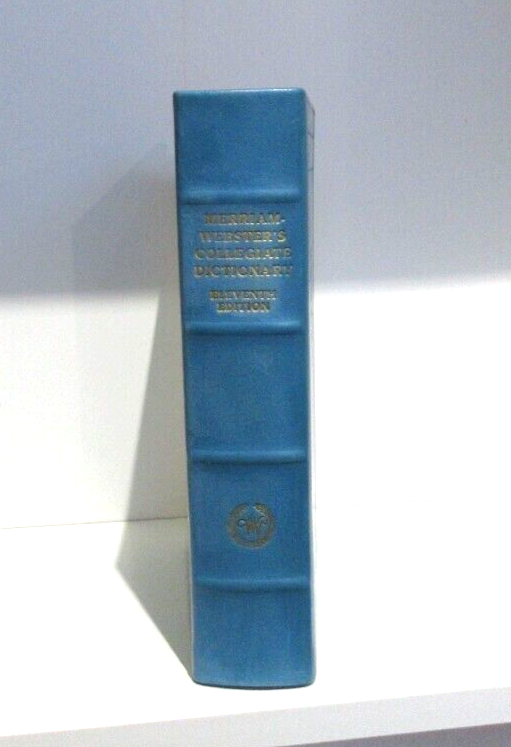 MERRIAM-
WEBSTER'S
COLLEGIATE
DICTIONARY
ELEVENTH
EDITION